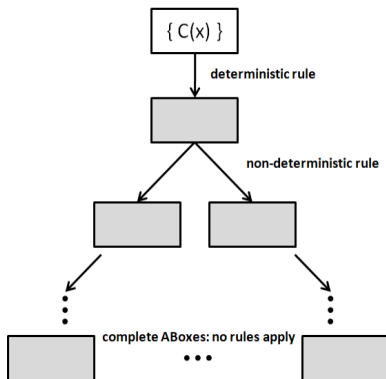 { C(x) }
deterministic rule
non-deterministic rule
complete ABoxes: no rules apply